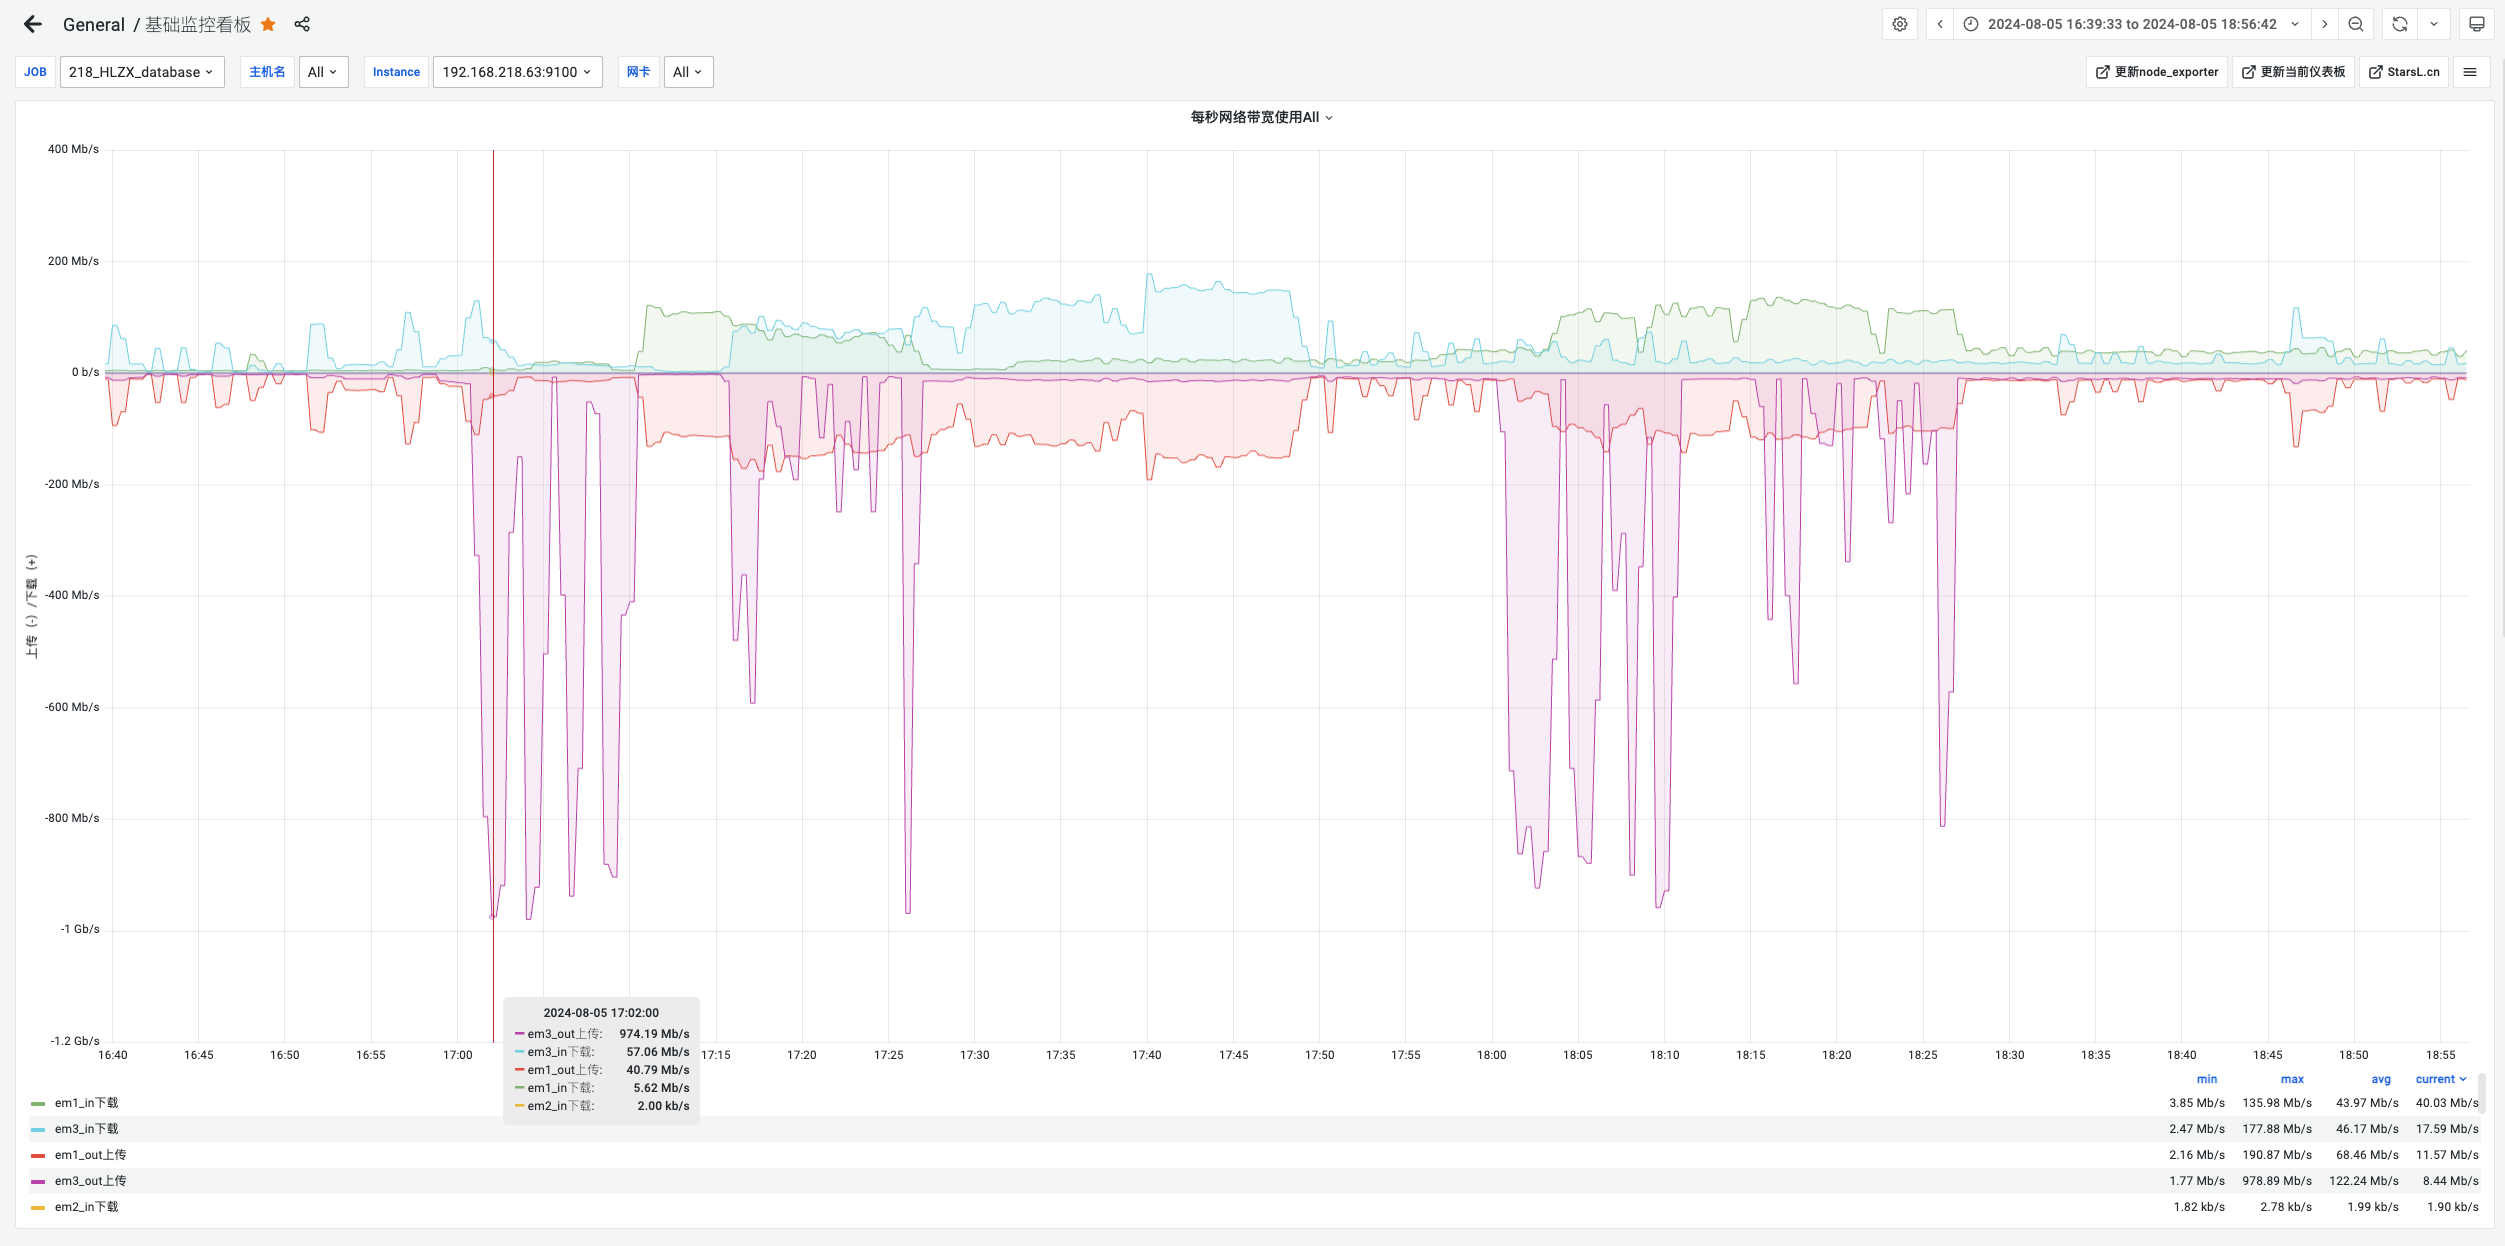 General / 基础监控看板
2024-08-05 16:39:33 to 2024-08-05 18:56:42
JOB 218_HLZX_database 主机名 All Instance 192.168.218.63:9100 网卡 All 更新node_exporter 更新当前仪表板 StarsL.cn
每秒网络带宽使用All
上传（-）/下载（+）
400 Mb/s
200 Mb/s
0 b/s
-200 Mb/s
-400 Mb/s
-600 Mb/s
-800 Mb/s
-1 Gb/s
-1.2 Gb/s
2024-08-05 17:02:00
em3_out上传: 974.19 Mb/s
em3_in下载: 57.06 Mb/s
em1_out上传: 40.79 Mb/s
em1_in下载: 5.62 Mb/s
em2_in下载: 2.00 kb/s
16:40 16:45 16:50 16:55 17:00 17:15 17:20 17:25 17:30 17:35 17:40 17:45 17:50 17:55 18:00 18:05 18:10 18:15 18:20 18:25 18:30 18:35 18:40 18:45 18:50 18:55
min max avg current
em1_in下载 3.85 Mb/s 135.98 Mb/s 43.97 Mb/s 40.03 Mb/s
em3_in下载 2.47 Mb/s 177.88 Mb/s 46.17 Mb/s 17.59 Mb/s
em1_out上传 2.16 Mb/s 190.87 Mb/s 68.46 Mb/s 11.57 Mb/s
em3_out上传 1.77 Mb/s 978.89 Mb/s 122.24 Mb/s 8.44 Mb/s
em2_in下载 1.82 kb/s 2.78 kb/s 1.99 kb/s 1.90 kb/s